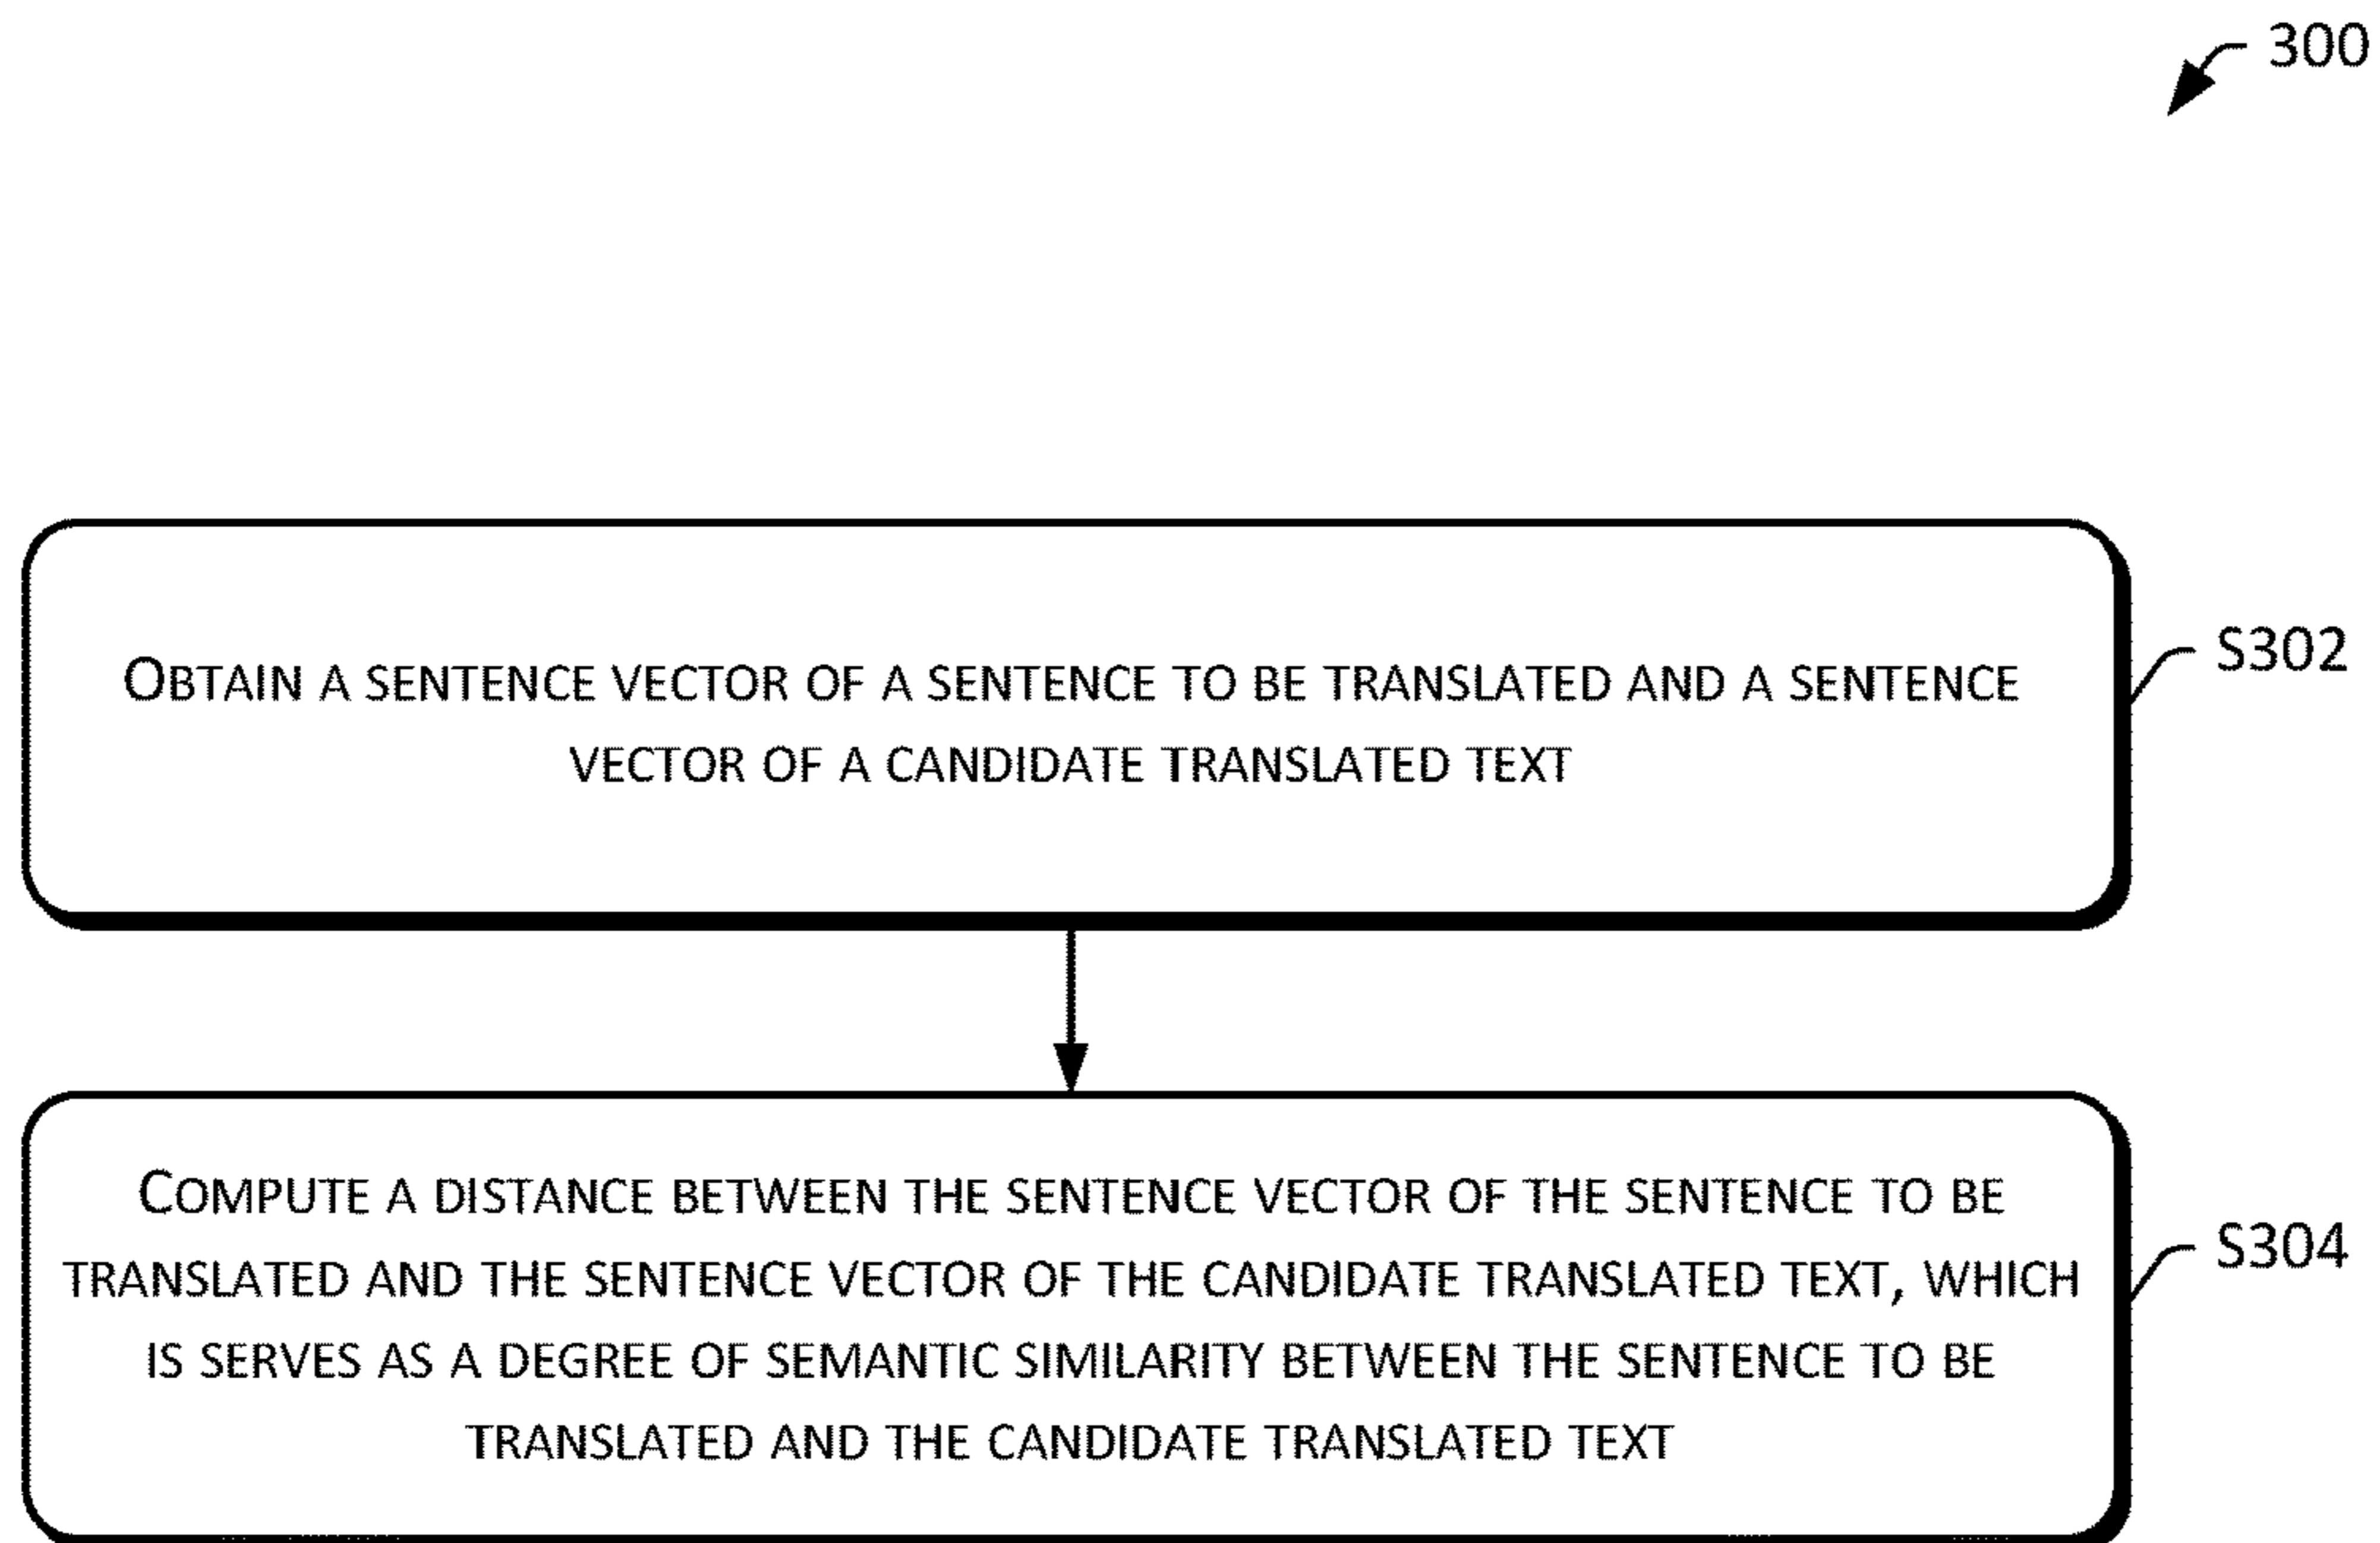 300
OBTAIN A SENTENCE VECTOR OF A SENTENCE TO BE TRANSLATED AND A SENTENCE
VECTOR OF A CANDIDATE TRANSLATED TEXT
S302
COMPUTE A DISTANCE BETWEEN THE SENTENCE VECTOR OF THE SENTENCE TO BE
TRANSLATED AND THE SENTENCE VECTOR OF THE CANDIDATE TRANSLATED TEXT, WHICH
IS SERVES AS A DEGREE OF SEMANTIC SIMILARITY BETWEEN THE SENTENCE TO BE
TRANSLATED AND THE CANDIDATE TRANSLATED TEXT
S304